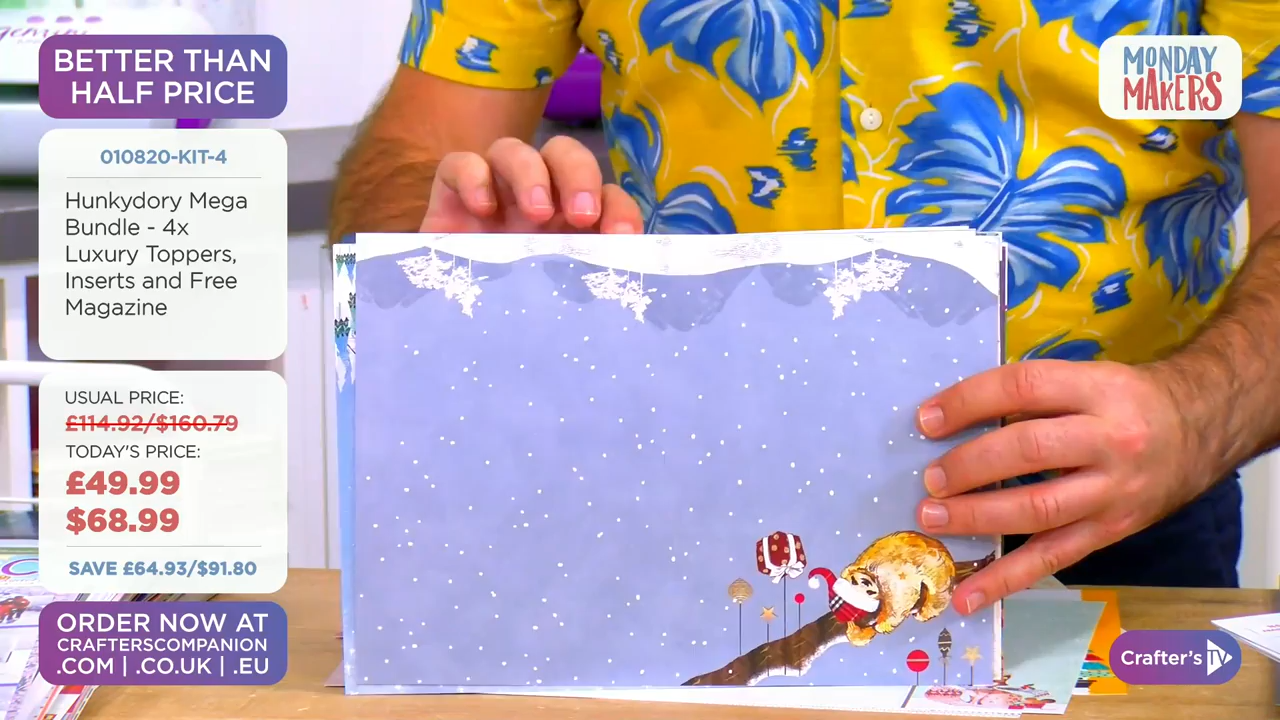 BETTER THAN
HALF PRICE
010820-KIT-4
Hunkydory Mega
Bundle - 4x
Luxury Toppers,
Inserts and Free
Magazine
USUAL PRICE:
£114.92/$160.79
TODAY'S PRICE:
£49.99
$68.99
SAVE £64.93/$91.80
ORDER NOW AT
CRAFTERSCOMPANION
.COM | .CO.UK | .EU
MONDAY
MAKERS
Crafter's TV